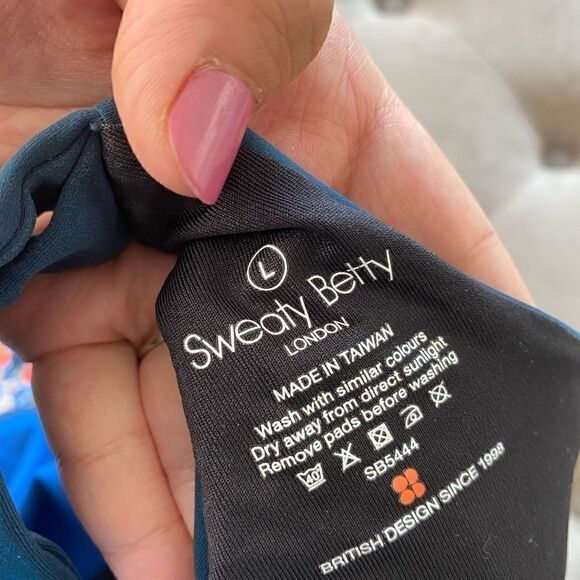 L
Sweaty Betty
LONDON
MADE IN TAIWAN
Wash with similar colours
Dry away from direct sunlight
Remove pads before washing
40
SB5444
BRITISH DESIGN SINCE 1998